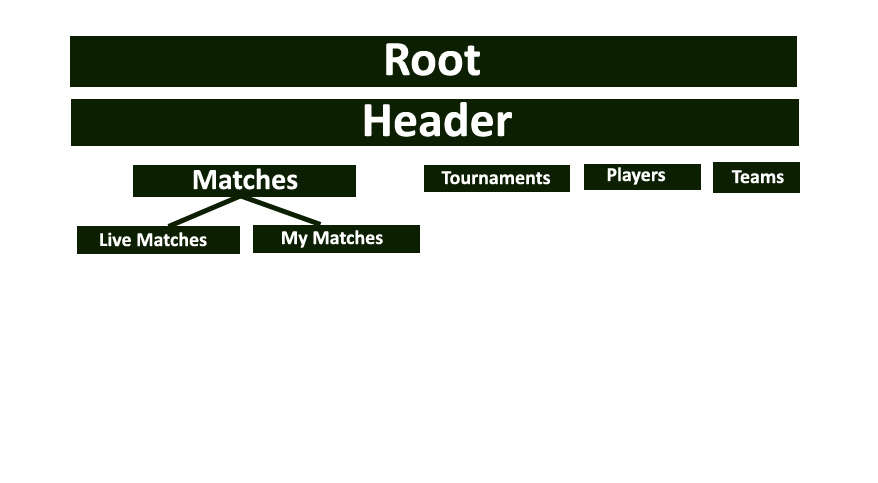 Root
Header
Matches
Tournaments
Players
Teams
Live Matches
My Matches